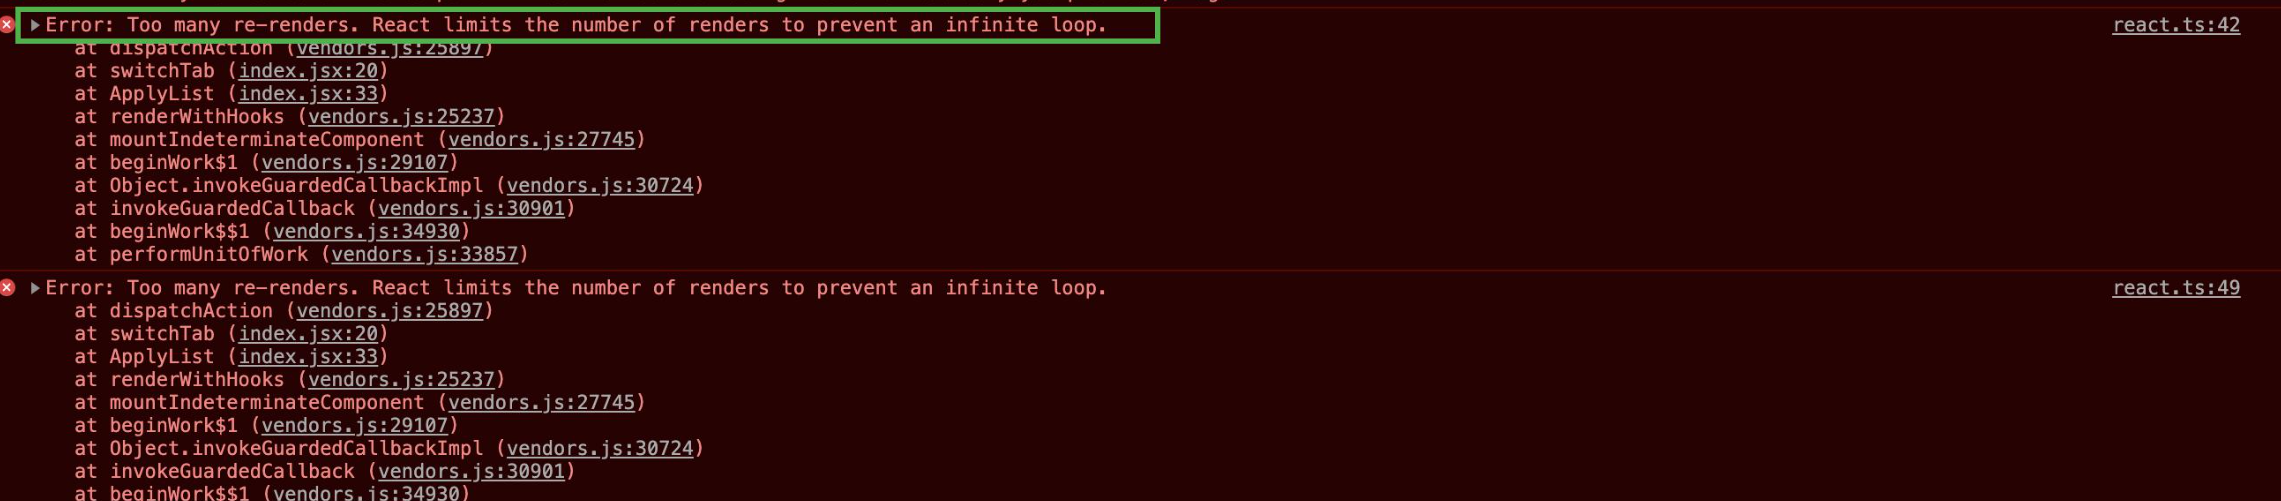 Error: Too many re-renders. React limits the number of renders to prevent an infinite loop. react.ts:42
at dispatchAction (vendors.js:25897)
at switchTab (index.jsx:20)
at ApplyList (index.jsx:33)
at renderWithHooks (vendors.js:25237)
at mountIndeterminateComponent (vendors.js:27745)
at beginWork$1 (vendors.js:29107)
at Object.invokeGuardedCallbackImpl (vendors.js:30724)
at invokeGuardedCallback (vendors.js:30901)
at beginWork$$1 (vendors.js:34930)
at performUnitOfWork (vendors.js:33857)
Error: Too many re-renders. React limits the number of renders to prevent an infinite loop. react.ts:49
at dispatchAction (vendors.js:25897)
at switchTab (index.jsx:20)
at ApplyList (index.jsx:33)
at renderWithHooks (vendors.js:25237)
at mountIndeterminateComponent (vendors.js:27745)
at beginWork$1 (vendors.js:29107)
at Object.invokeGuardedCallbackImpl (vendors.js:30724)
at invokeGuardedCallback (vendors.js:30901)
at beginWork$$1 (vendors.js:34930)